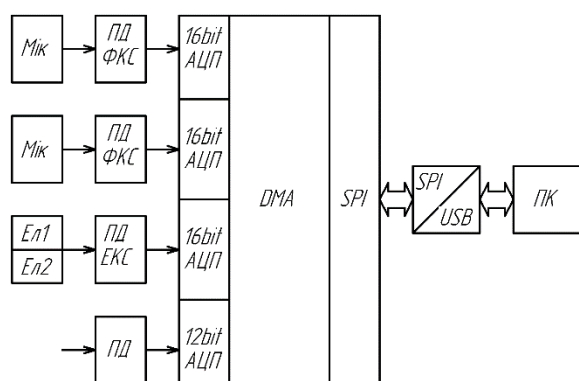 Мік
ПД
ФКС
16bit
АЦП
Мік
ПД
ФКС
16bit
АЦП
Ел1
Ел2
ПД
ЕКС
16bit
АЦП
ПД
12bit
АЦП
DMA
SPI
SPI
USB
ПК